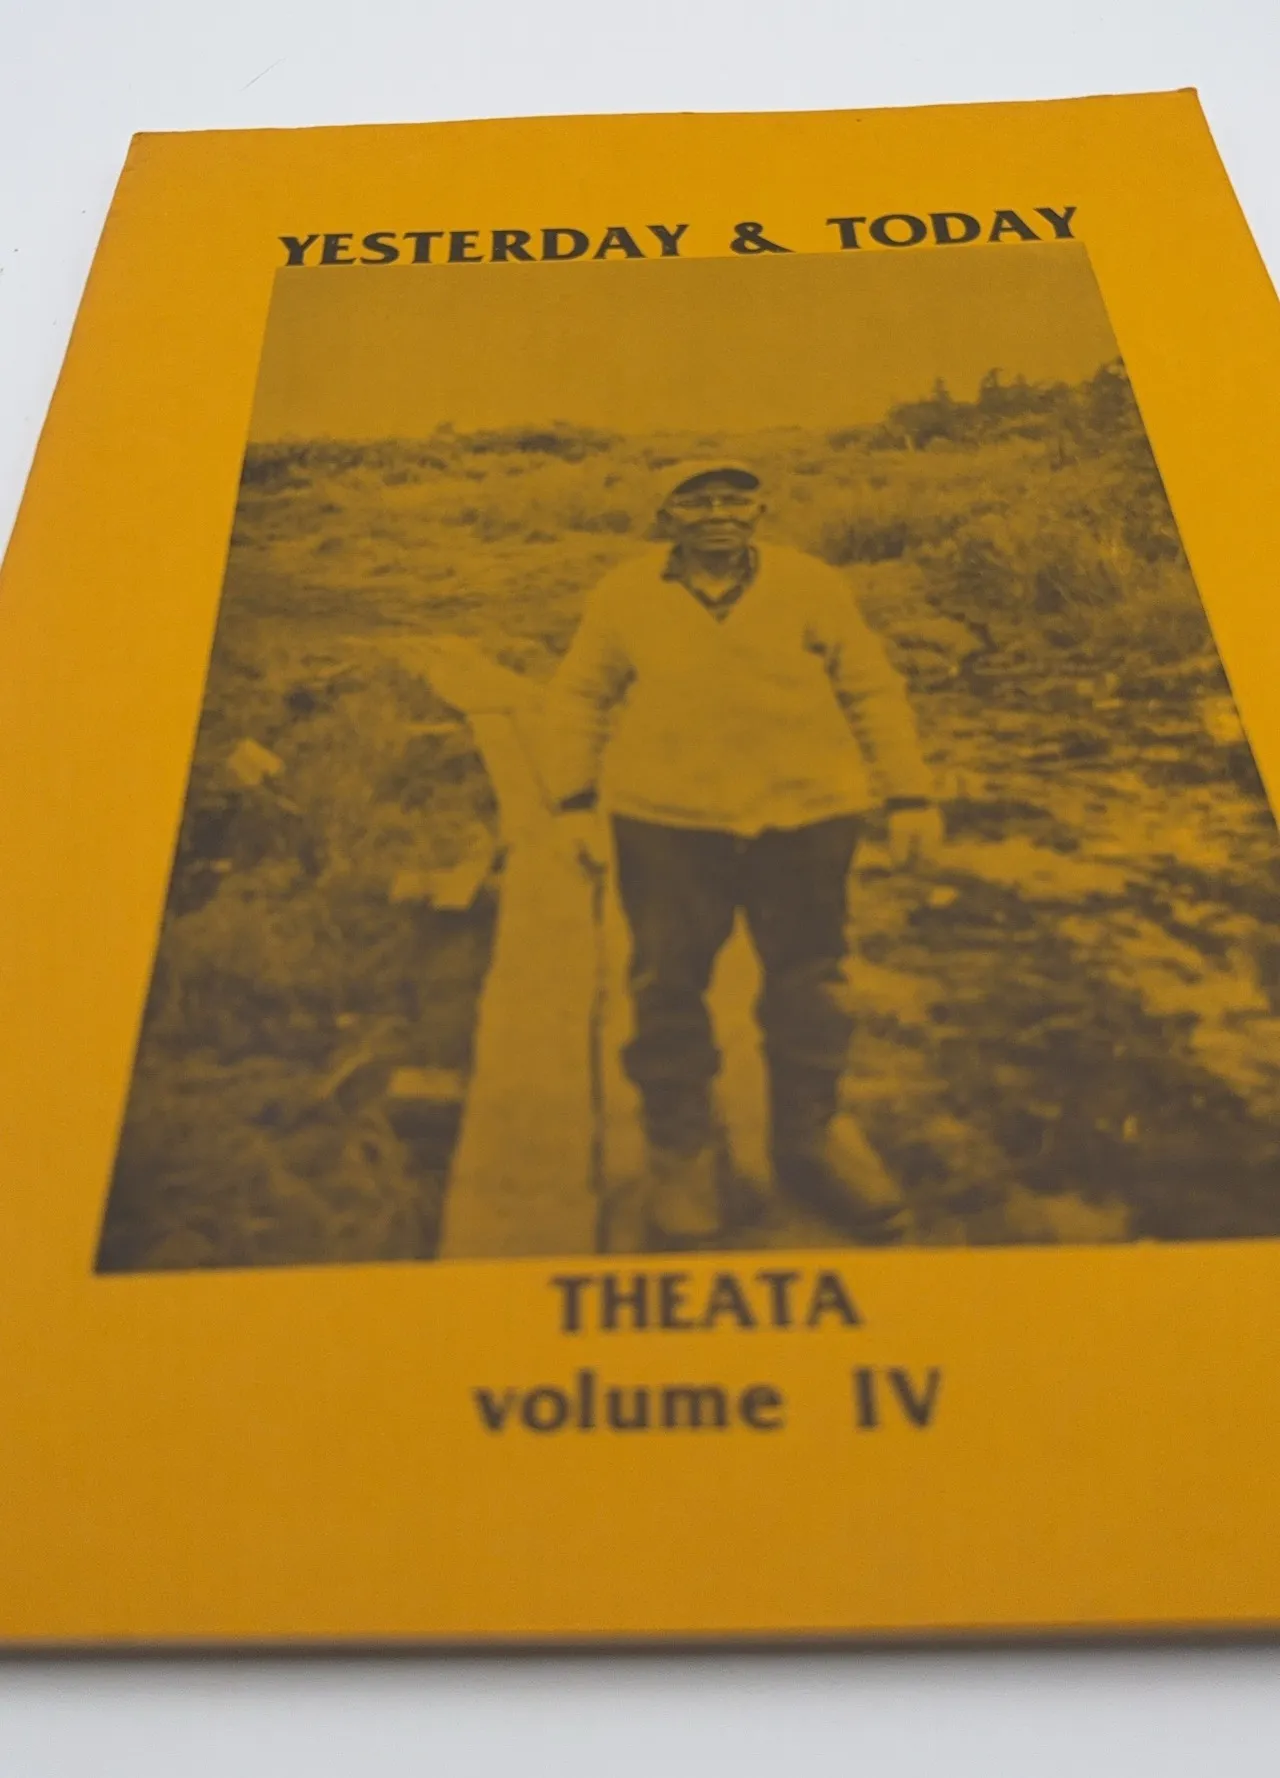 YESTERDAY & TODAY
THEATA
volume IV